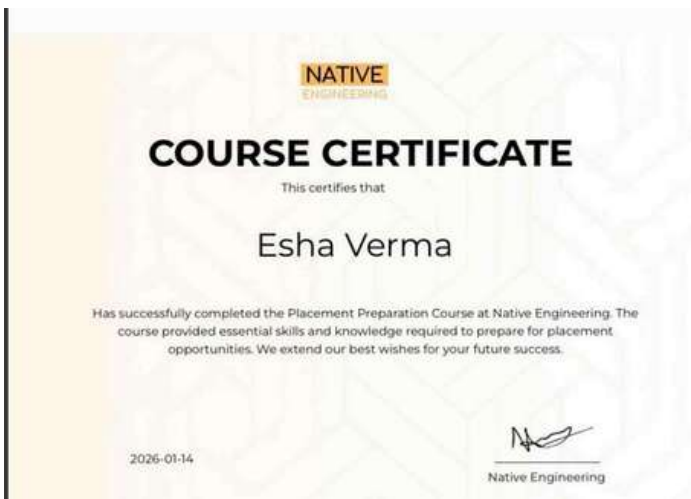 NATIVE
ENGINEERING
COURSE CERTIFICATE
This certifies that
Esha Verma
Has successfully completed the Placement Preparation Course at Native Engineering. The
course provided essential skills and knowledge required to prepare for placement
opportunities. We extend our best wishes for your future success.
2026-01-14
Native Engineering